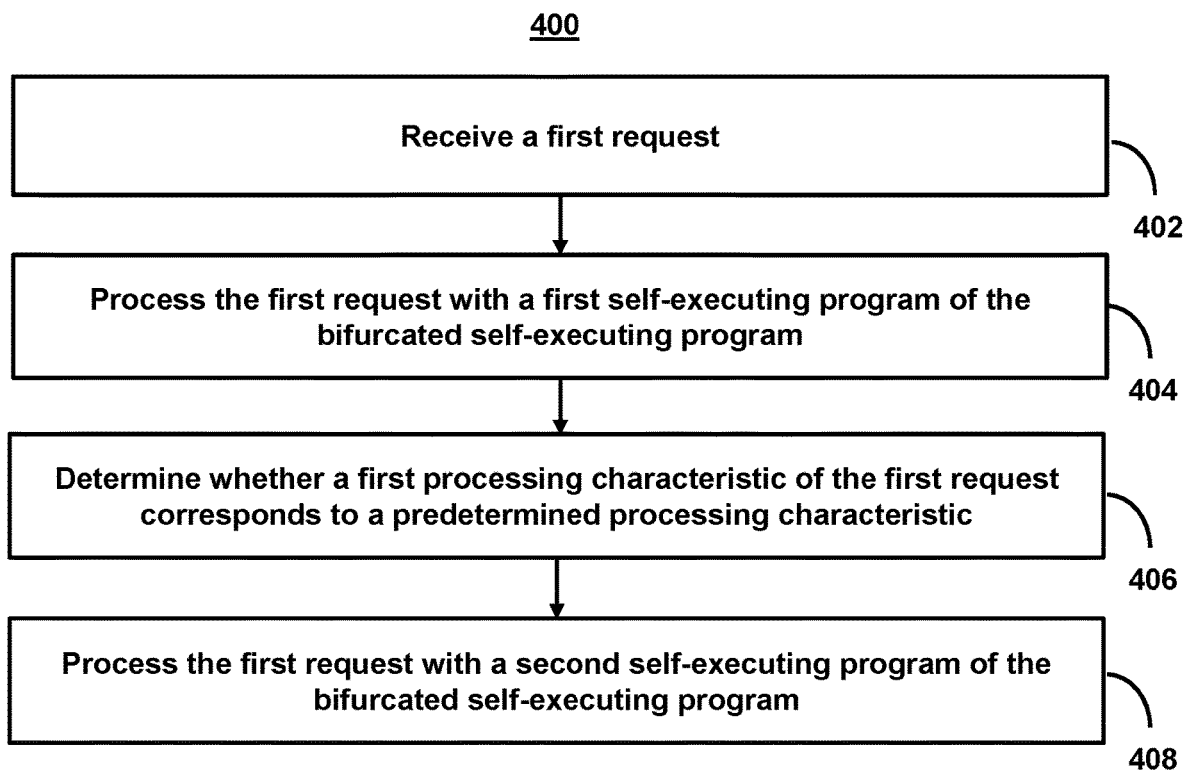 400
Receive a first request
402
Process the first request with a first self-executing program of the
bifurcated self-executing program
404
Determine whether a first processing characteristic of the first request
corresponds to a predetermined processing characteristic
406
Process the first request with a second self-executing program of the
bifurcated self-executing program
408